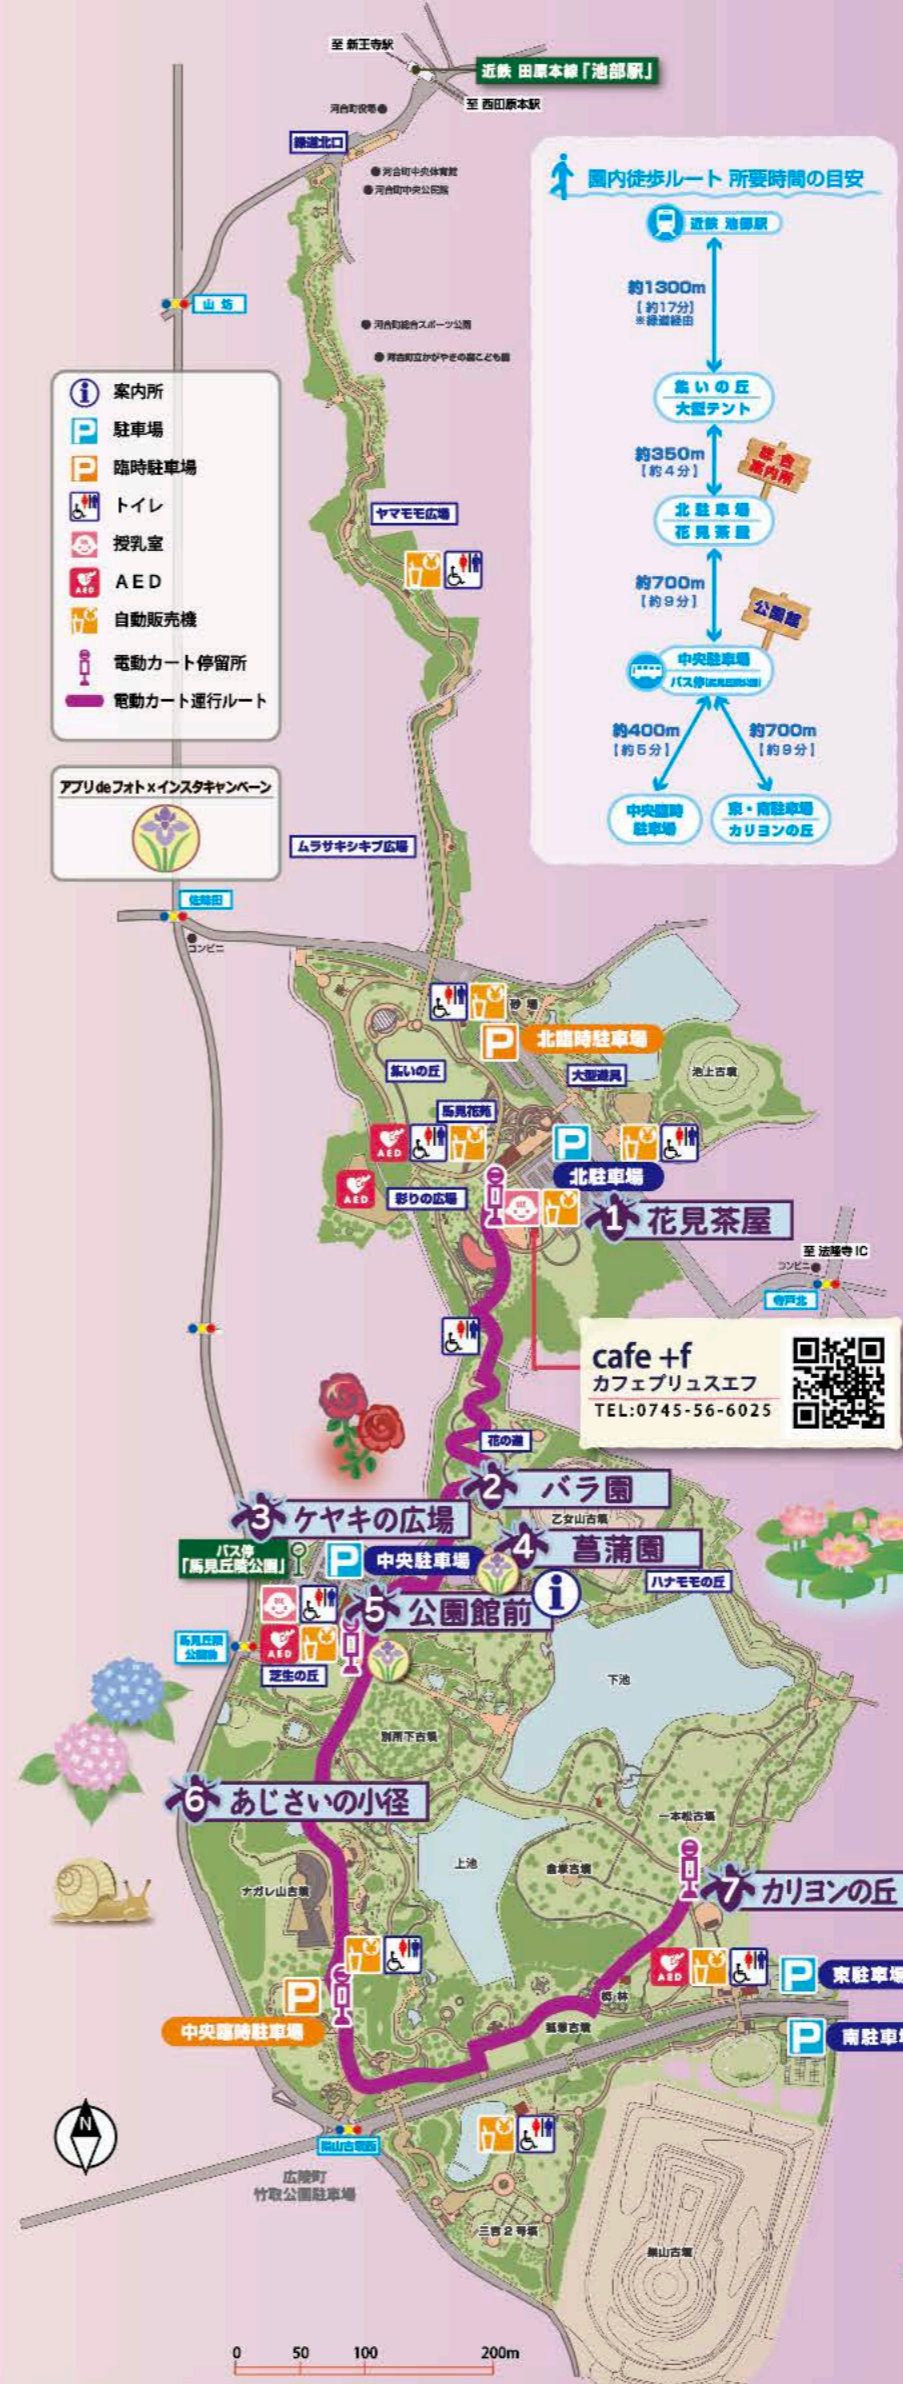 至 新王寺駅
近鉄 田原本線「池部駅」
至 西田原本駅
河合町役場
緑道北口
河合町中央体育館
河合町中央公民館
山坊
河合町総合スポーツ公園
園内徒歩ルート 所要時間の目安
近鉄 池部駅
約1300m
[約17分]
※緑道経由
集いの丘
大型テント
約350m
[約4分]
総合
案内所
北駐車場
花見茶屋
約700m
[約9分]
公園館
中央駐車場
約400m
[約5分]
約700m
[約9分]
中央臨時
駐車場
東・南駐車場
カリヨンの丘
案内所
駐車場
臨時駐車場
トイレ
授乳室
AED
自動販売機
電動カート停留所
電動カート運行ルート
アプリdeフォト×インスタキャンペーン
ヤマモモ広場
ムラサキシキブ広場
佐味田
コンビニ
砂場
北臨時駐車場
集いの丘
大型遊具
池上古墳
馬見花苑
AED
北駐車場
AED
彩りの広場
1 花見茶屋
至 法隆寺IC
コンビニ
寺戸北
cafe +f
カフェプリュスエフ
TEL:0745-56-6025
花の道
2 バラ園
3 ケヤキの広場
乙女山古墳
バス停
「馬見丘陵公園」
中央駐車場
4 菖蒲園
ハナモモの丘
5 公園館前
馬見丘陵
公園前
AED
芝生の丘
下池
別所下古墳
6 あじさいの小径
一本松古墳
上池
倉塚古墳
ナガレ山古墳
7 カリヨンの丘
AED
東駐車場
中央臨時駐車場
狐塚古墳
南駐車場
N
巣山古墳西
広陵町
竹取公園駐車場
三吉2号墳
巣山古墳
0 50 100 200m